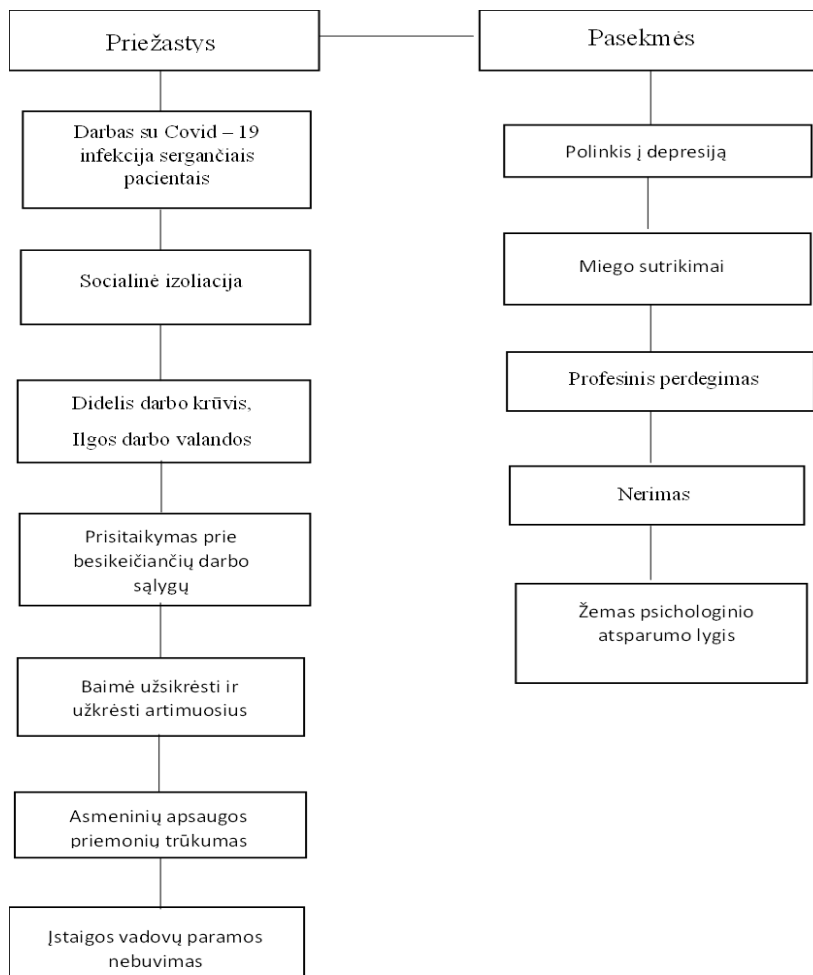 Priežastys
Darbas su Covid – 19
infekcija sergančiais
pacientais
Socialinė izoliacija
Didelis darbo krūvis,
Ilgos darbo valandos
Prisitaikymas prie
besikeičiančių darbo
sąlygų
Baimė užsikrėsti ir
užkrėsti artimuosius
Asmeninių apsaugos
priemonių trūkumas
Įstaigos vadovų paramos
nebuvimas
Pasekmės
Polinkis į depresiją
Miego sutrikimai
Profesinis perdegimas
Nerimas
Žemas psichologinio
atsparumo lygis